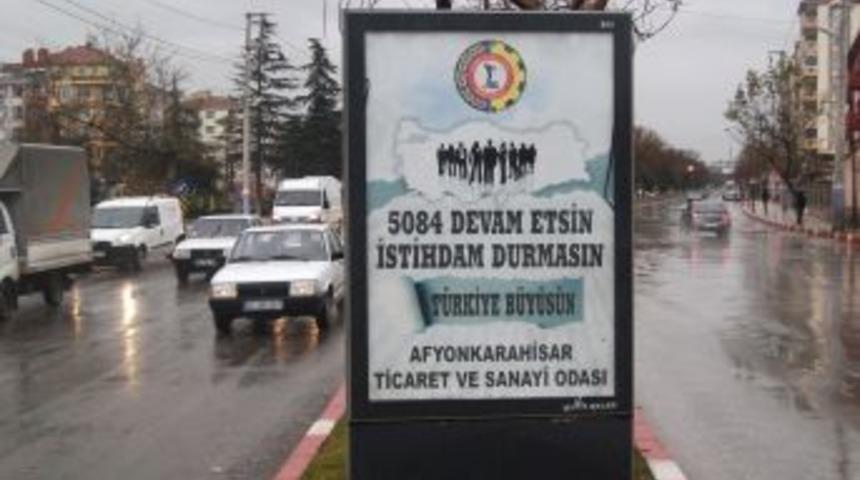 5084 DEVAM ETSİN
İSTİHDAM DURMASIN
TÜRKİYE BÜYÜSÜN
AFYONKARAHİSAR
TİCARET VE SANAYİ ODASI